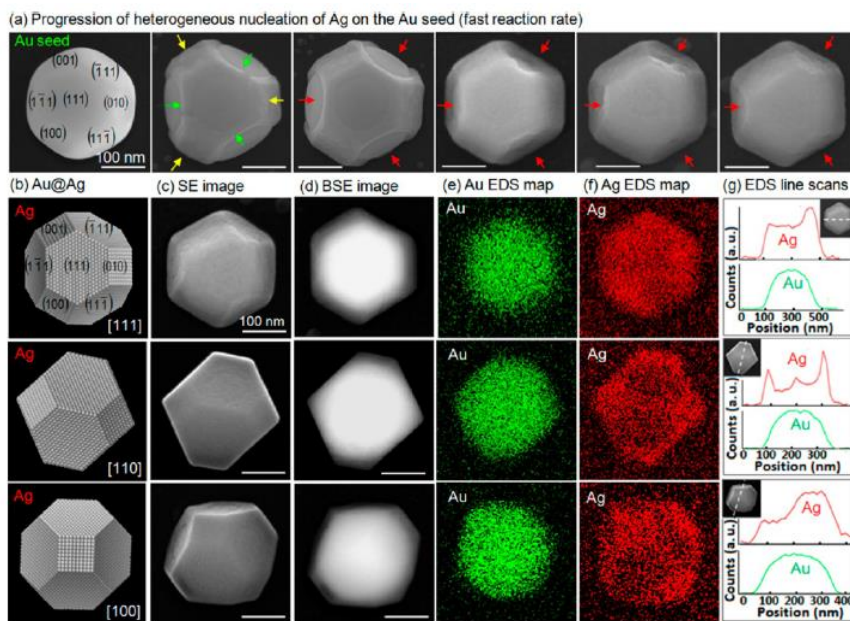 (a) Progression of heterogeneous nucleation of Ag on the Au seed (fast reaction rate)
Au seed
(001) (1̄11)
(11̄1) (111) (010)
(100) (111̄)
100 nm
(b) Au@Ag (c) SE image (d) BSE image (e) Au EDS map (f) Ag EDS map (g) EDS line scans
Ag
(001) (1̄11)
(11̄1) (111) (010)
(100) (111̄)
[111]
100 nm
Au
Ag
Counts (a. u.)
Ag
Au
100 300 500
Position (nm)
Ag
[110]
Au
Ag
Counts (a. u.)
Ag
Au
0 100 200 300
Position (nm)
Ag
[100]
Au
Ag
Counts (a. u.)
Ag
Au
0 100 200 300 400
Position (nm)